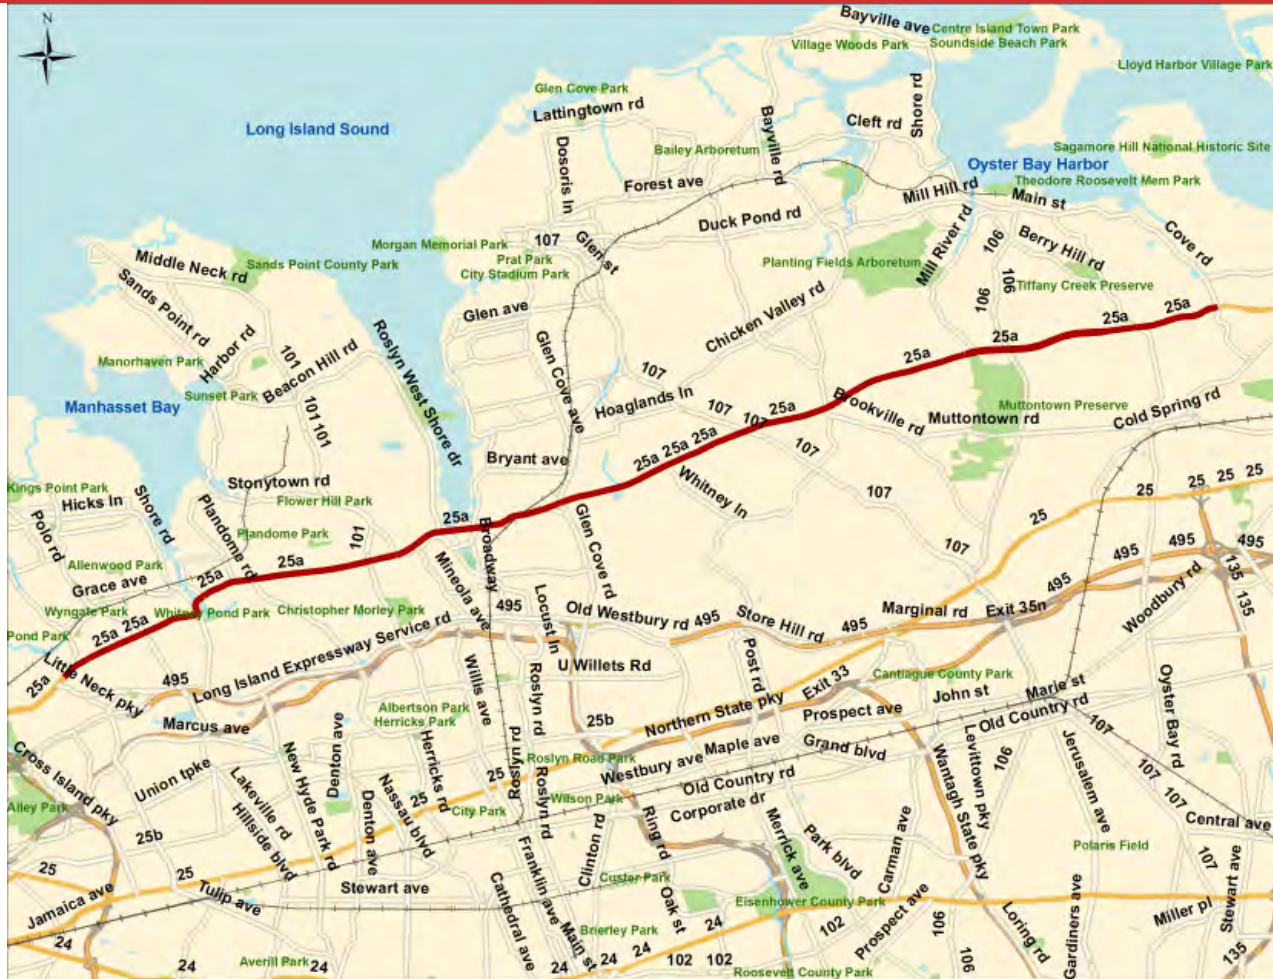 N
Bayville ave
Centre Island Town Park
Village Woods Park
Soundside Beach Park
Lloyd Harbor Village Park
Glen Cove Park
Lattingtown rd
Long Island Sound
Bayville rd
Cleft rd
Shore rd
Dosoris ln
Bailey Arboretum
Sagamore Hill National Historic Site
Oyster Bay Harbor
Forest ave
Theodore Roosevelt Mem Park
Mill Hill rd
Main st
Duck Pond rd
Morgan Memorial Park
107
Glen st
Prat Park
City Stadium Park
Middle Neck rd
Sands Point County Park
Planting Fields Arboretum
Mill River rd
106
Berry Hill rd
Cove rd
106
106
Tiffany Creek Preserve
Sands Point rd
Glen ave
Chicken Valley rd
25a
25a
25a
25a
Harbor rd
101
Beacon Hill rd
Roslyn West Shore dr
Glen Cove ave
Manorhaven Park
Sunset Park
107
Hoaglands ln
Manhasset Bay
101
101
107
107
25a
Brookville rd
Muttontown rd
Muttontown Preserve
Cold Spring rd
25a
25a
25a
107
Bryant ave
Whitney ln
Kings Point Park
Hicks ln
Shore rd
Stonytown rd
Flower Hill Park
107
25
25
25
25
Polo rd
Plandome rd
Plandome Park
101
25a
Broadway
Glen Cove rd
25
107
495
495
495
Allenwood Park
Grace ave
25a
25a
Mineola ave
135
Wyngate Park
Whitney Pond Park
Christopher Morley Park
495
Locust ln
Old Westbury rd
495
Store Hill rd
495
Marginal rd
Exit 35n
495
Woodbury rd
135
Pond Park
25a
25a
Little Neck pky
25a
495
Long Island Expressway Service rd
Willis ave
Roslyn rd
U Willets Rd
Post rd
Exit 33
Cantiague County Park
John st
Marie st
Oyster Bay rd
Marcus ave
Albertson Park
Herricks Park
25b
Northern State pky
Prospect ave
Old Country rd
107
Cross Island pky
Union tpke
Lakeville rd
New Hyde Park rd
Denton ave
Herricks rd
Roslyn rd
25
Roslyn Road Park
Westbury ave
Maple ave
Grand blvd
Wantagh State pky
Levittown pky
106
Jerusalem ave
107
Alley Park
25b
Hillside blvd
Denton ave
Nassau blvd
25
City Park
Roslyn rd
Wilson Park
Old Country rd
Corporate dr
107
Central ave
Ring rd
Merrick ave
Park blvd
Carman ave
Polaris Field
25
25
Tulip ave
Stewart ave
Franklin ave
Clinton rd
Custer Park
107
Stewart ave
Jamaica ave
Cathedral ave
Main st
Oak st
Eisenhower County Park
Prospect ave
Loring rd
Gardiners ave
Miller pl
24
Brierley Park
24
24
102
106
24
Averill Park
24
24
102
102
Roosevelt County Park
106
135